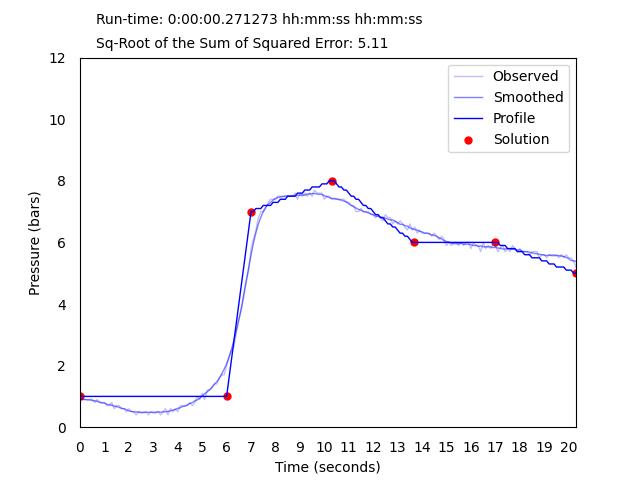 Run-time: 0:00:00.271273 hh:mm:ss hh:mm:ss
Sq-Root of the Sum of Squared Error: 5.11
12
10
8
6
4
2
0
Pressure (bars)
Observed
Smoothed
Profile
Solution
0 1 2 3 4 5 6 7 8 9 10 11 12 13 14 15 16 17 18 19 20
Time (seconds)